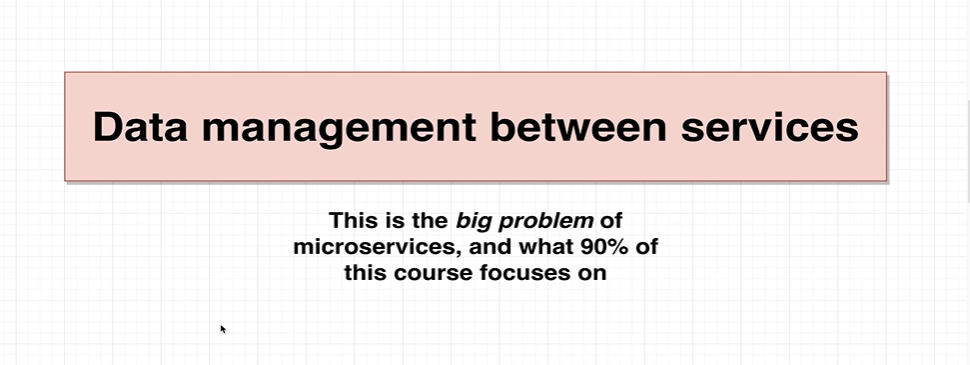 Data management between services
This is the big problem of
microservices, and what 90% of
this course focuses on